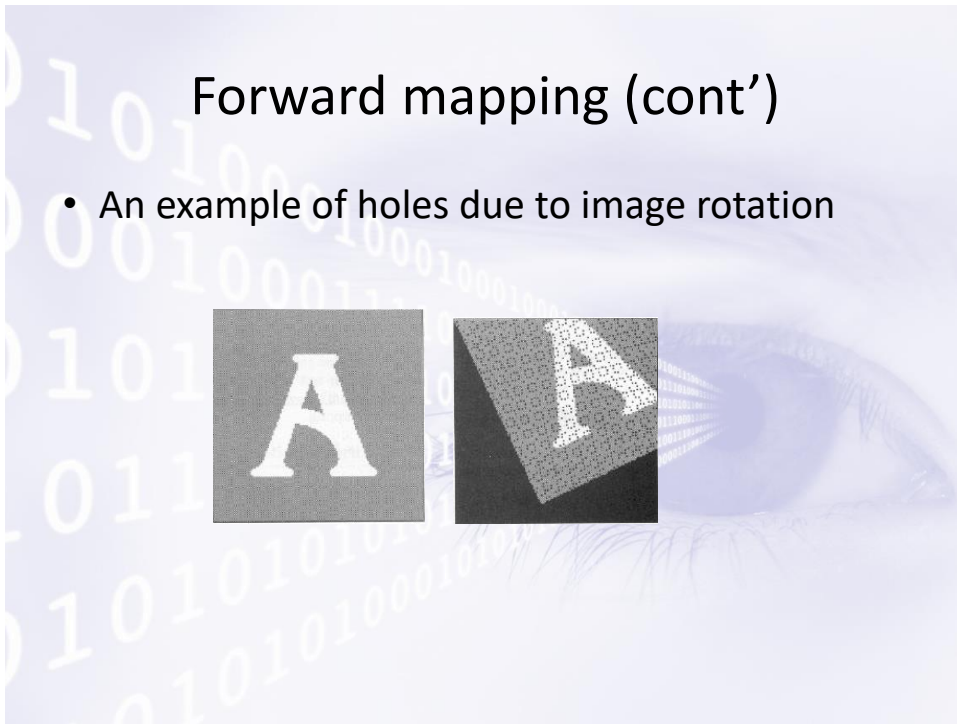 Forward mapping (cont’)
• An example of holes due to image rotation
A
A